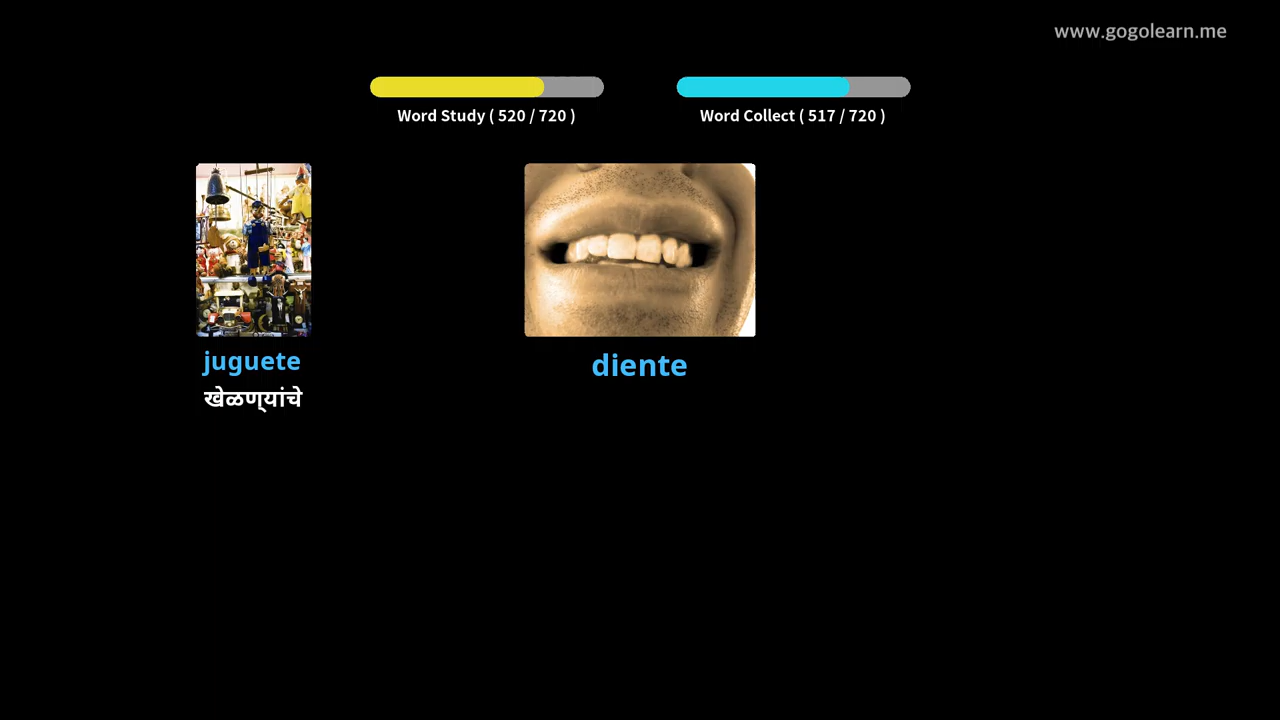 www.gogolearn.me
Word Study ( 520 / 720 )
Word Collect ( 517 / 720 )
juguete
खेळण्यांचे
diente